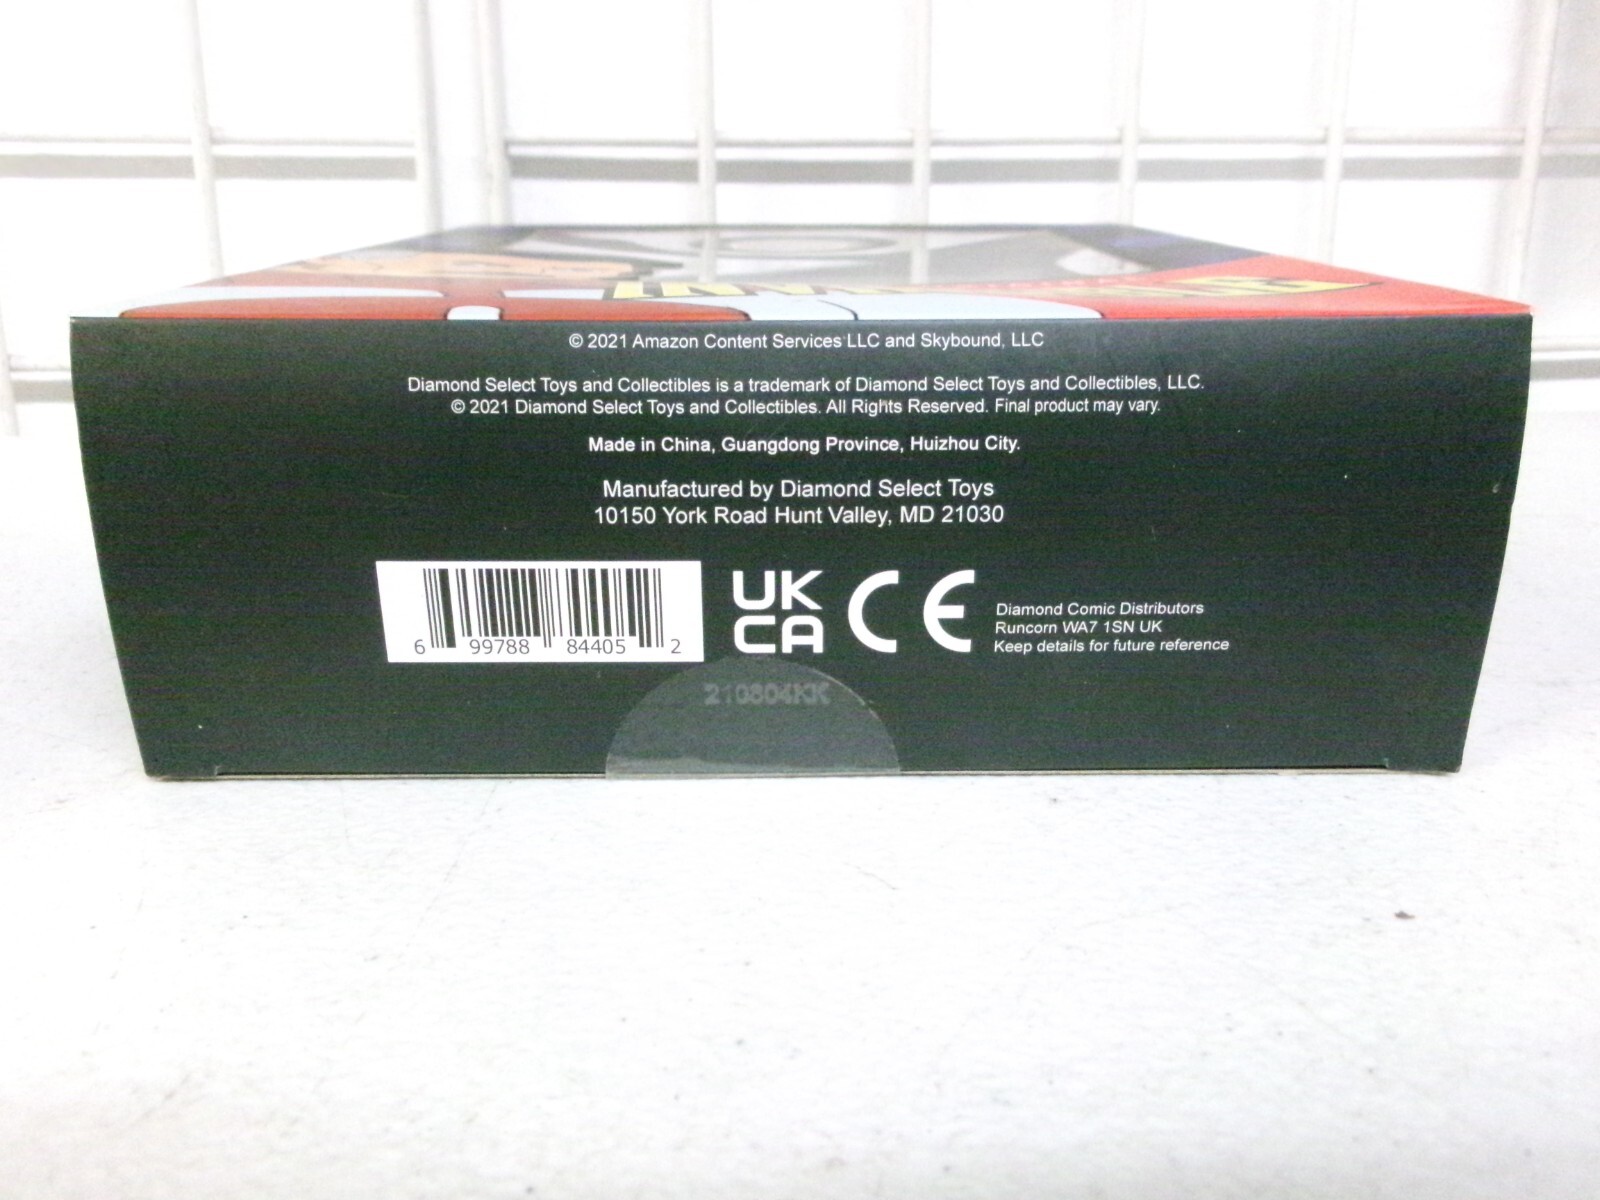 © 2021 Amazon Content Services LLC and Skybound, LLC
Diamond Select Toys and Collectibles is a trademark of Diamond Select Toys and Collectibles, LLC.
© 2021 Diamond Select Toys and Collectibles. All Rights Reserved. Final product may vary.
Made in China, Guangdong Province, Huizhou City.
Manufactured by Diamond Select Toys
10150 York Road Hunt Valley, MD 21030
6 99788 84405 2
UK
CA
CE
Diamond Comic Distributors
Runcorn WA7 1SN UK
Keep details for future reference
210804KK